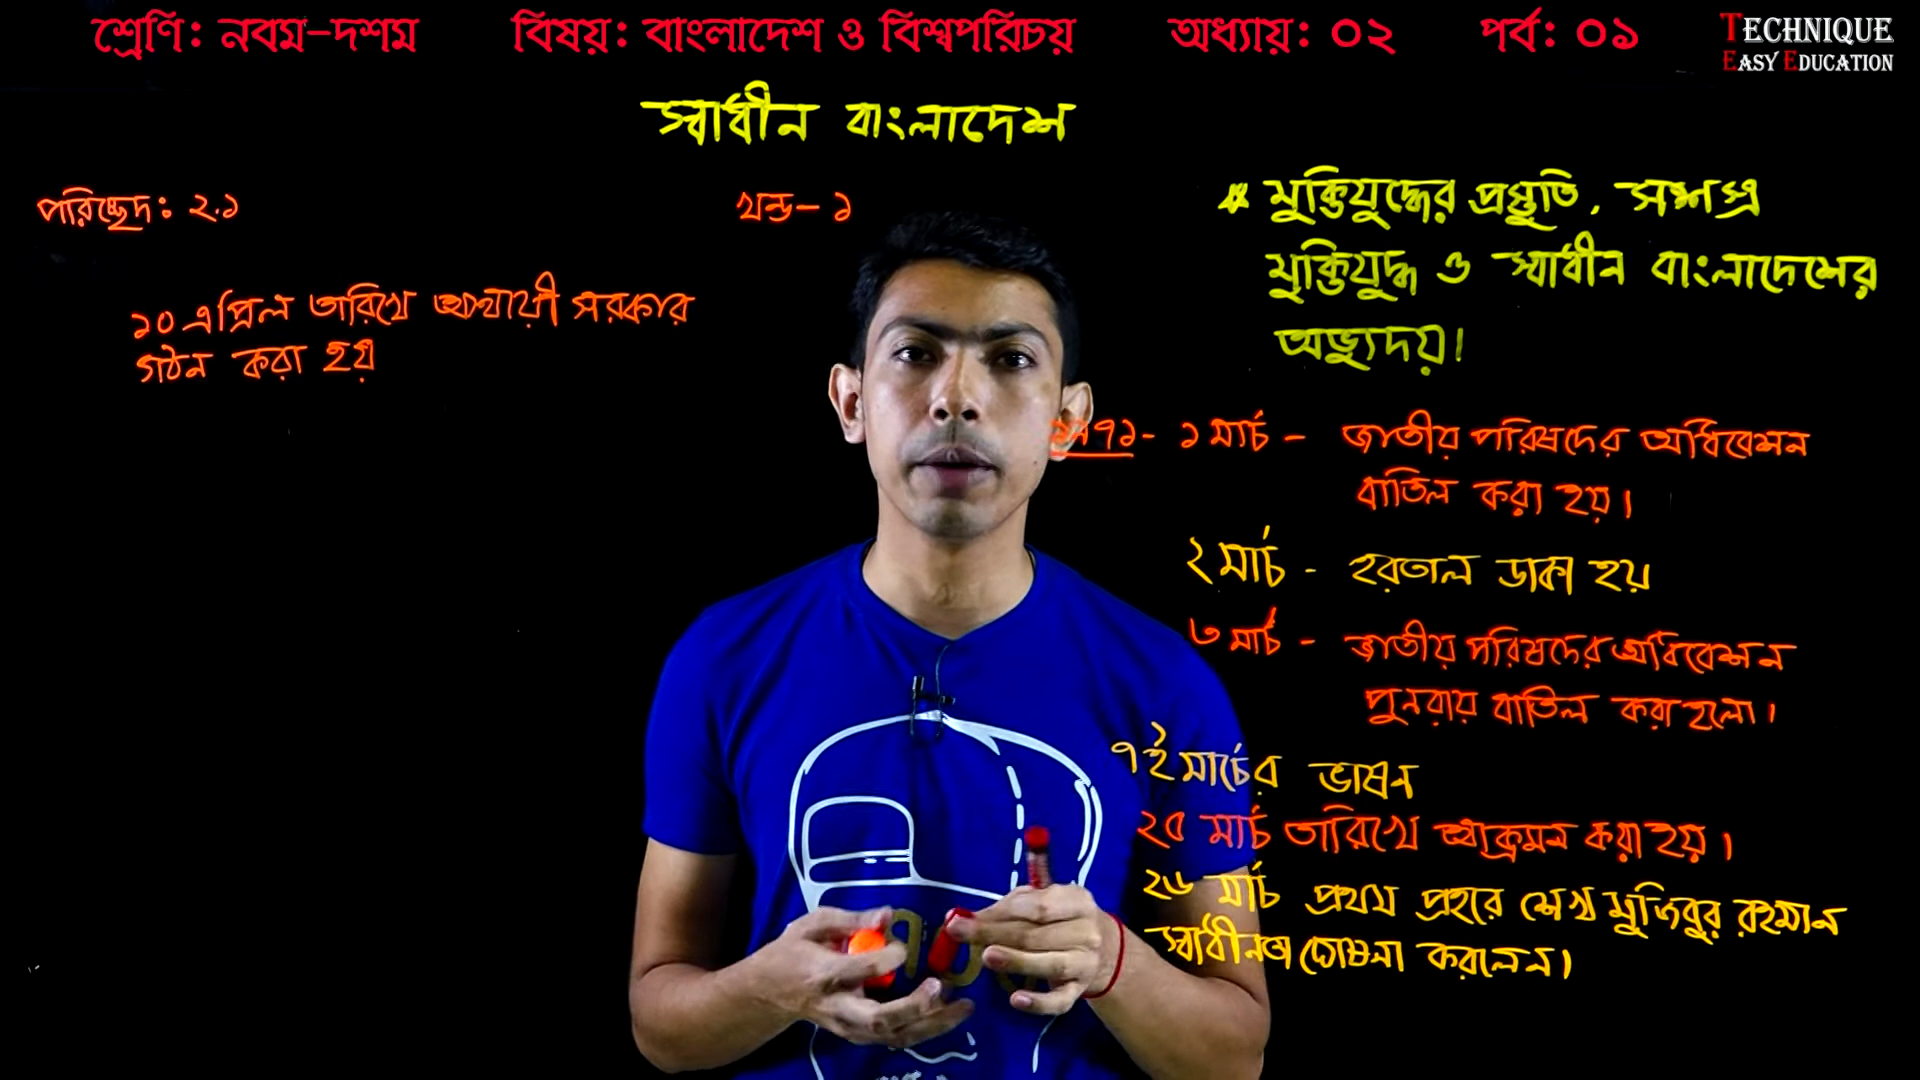 শ্রেণি: নবম-দশম বিষয়: বাংলাদেশ ও বিশ্বপরিচয় অধ্যায়: ০২ পর্ব: ০১
TECHNIQUE
EASY EDUCATION
স্বাধীন বাংলাদেশ
পরিচ্ছেদ: ২.১
খন্ড- ১
১০ এপ্রিল তারিখে অস্থায়ী সরকার
গঠন করা হয়
* মুক্তিযুদ্ধের প্রস্তুতি, সশস্ত্র
মুক্তিযুদ্ধ ও স্বাধীন বাংলাদেশের
অভ্যুদয়।
১৯৭১- ১ মার্চ - জাতীয় পরিষদের অধিবেশন
বাতিল করা হয়।
২ মার্চ - হরতাল ডাকা হয়
৩ মার্চ - জাতীয় পরিষদের অধিবেশন
পুনরায় বাতিল করা হলো।
৭ই মার্চের ভাষন
২৫ মার্চ তারিখে আক্রমন করা হয়।
২৬ মার্চ প্রথম প্রহরে শেখ মুজিবুর রহমান
স্বাধীনতা ঘোষনা করলেন।